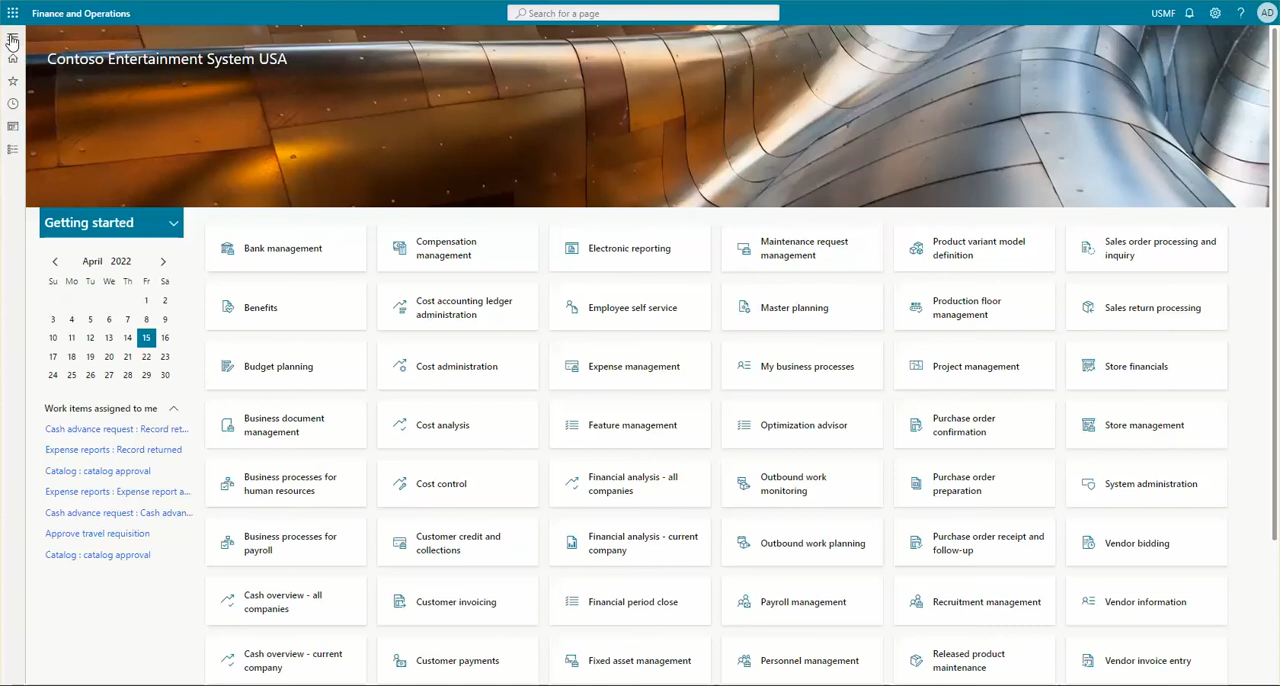 Finance and Operations
Search for a page
USMF
?
AD
Contoso Entertainment System USA
Getting started
April 2022
Su Mo Tu We Th Fr Sa
1 2
3 4 5 6 7 8 9
10 11 12 13 14 15 16
17 18 19 20 21 22 23
24 25 26 27 28 29 30
Work items assigned to me
Cash advance request : Record ret...
Expense reports : Record returned
Catalog : catalog approval
Expense reports : Expense report a...
Cash advance request : Cash advan...
Approve travel requisition
Catalog : catalog approval
Bank management
Compensation
management
Electronic reporting
Maintenance request
management
Product variant model
definition
Sales order processing and
inquiry
Benefits
Cost accounting ledger
administration
Employee self service
Master planning
Production floor
management
Sales return processing
Budget planning
Cost administration
Expense management
My business processes
Project management
Store financials
Business document
management
Cost analysis
Feature management
Optimization advisor
Purchase order
confirmation
Store management
Business processes for
human resources
Cost control
Financial analysis - all
companies
Outbound work
monitoring
Purchase order
preparation
System administration
Business processes for
payroll
Customer credit and
collections
Financial analysis - current
company
Outbound work planning
Purchase order receipt and
follow-up
Vendor bidding
Cash overview - all
companies
Customer invoicing
Financial period close
Payroll management
Recruitment management
Vendor information
Cash overview - current
company
Customer payments
Fixed asset management
Personnel management
Released product
maintenance
Vendor invoice entry